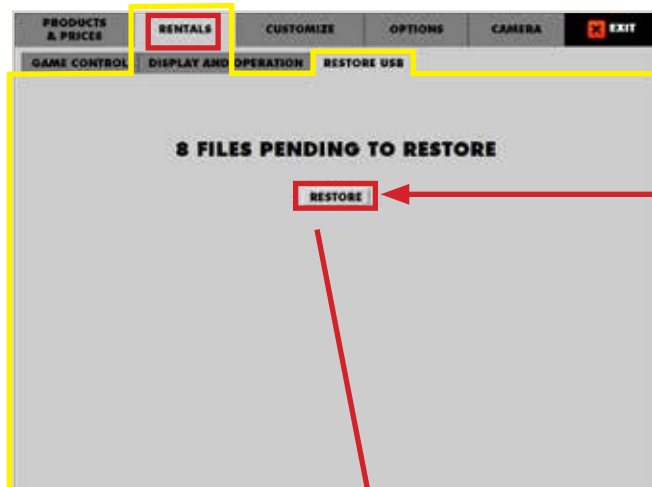 PRODUCTS
& PRICES
RENTALS
CUSTOMIZE
OPTIONS
CAMERA
X EXIT
GAME CONTROL
DISPLAY AND OPERATION
RESTORE USB
8 FILES PENDING TO RESTORE
RESTORE